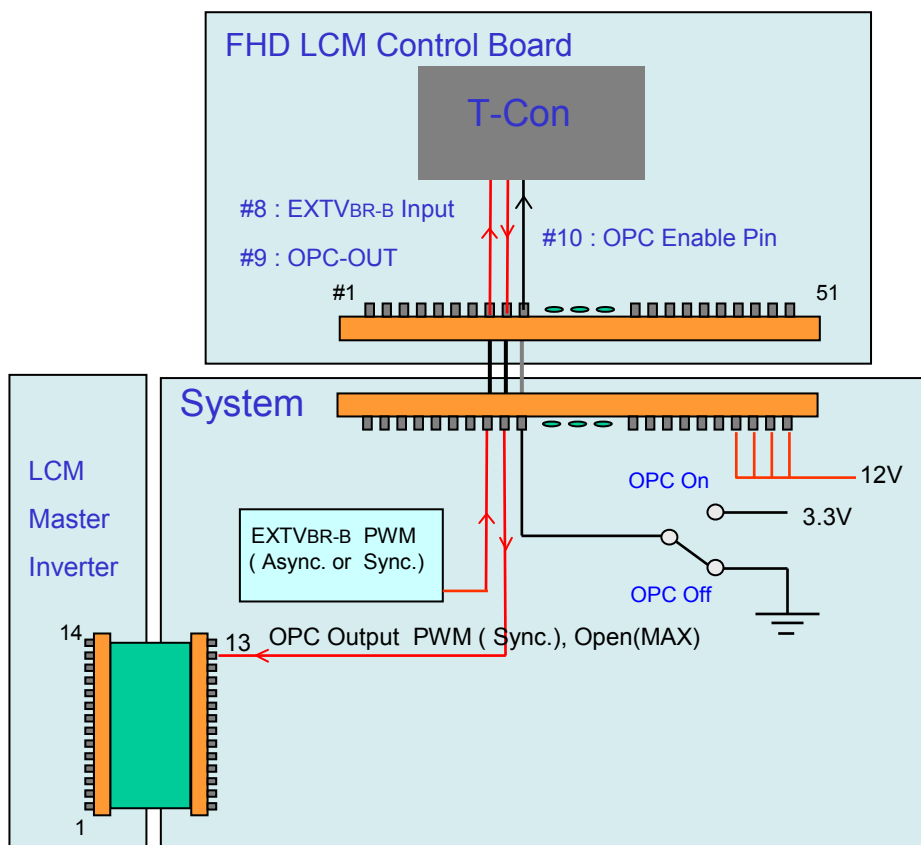 FHD LCM Control Board
T-Con
#8 : EXTVBR-B Input
#9 : OPC-OUT
#10 : OPC Enable Pin
#1
51
System
LCM
Master
Inverter
OPC On
12V
3.3V
EXTVBR-B PWM
( Async. or Sync.)
OPC Off
14
13
OPC Output PWM ( Sync.), Open(MAX)
1